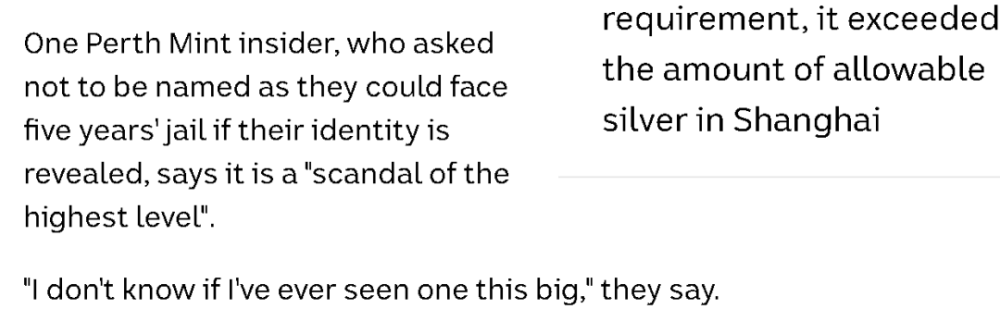 One Perth Mint insider, who asked
not to be named as they could face
five years' jail if their identity is
revealed, says it is a "scandal of the
highest level".
"I don't know if I've ever seen one this big," they say.
requirement, it exceeded
the amount of allowable
silver in Shanghai